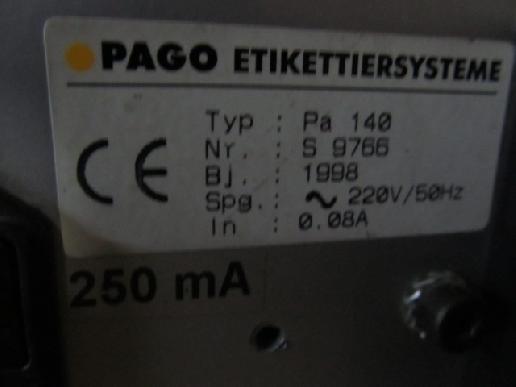 PAGO ETIKETTIERSYSTEME
CE
Typ : Pa 140
Nr. : S 9766
Bj. : 1998
Spg.: ~ 220V/50Hz
In : 0.08A
250 mA